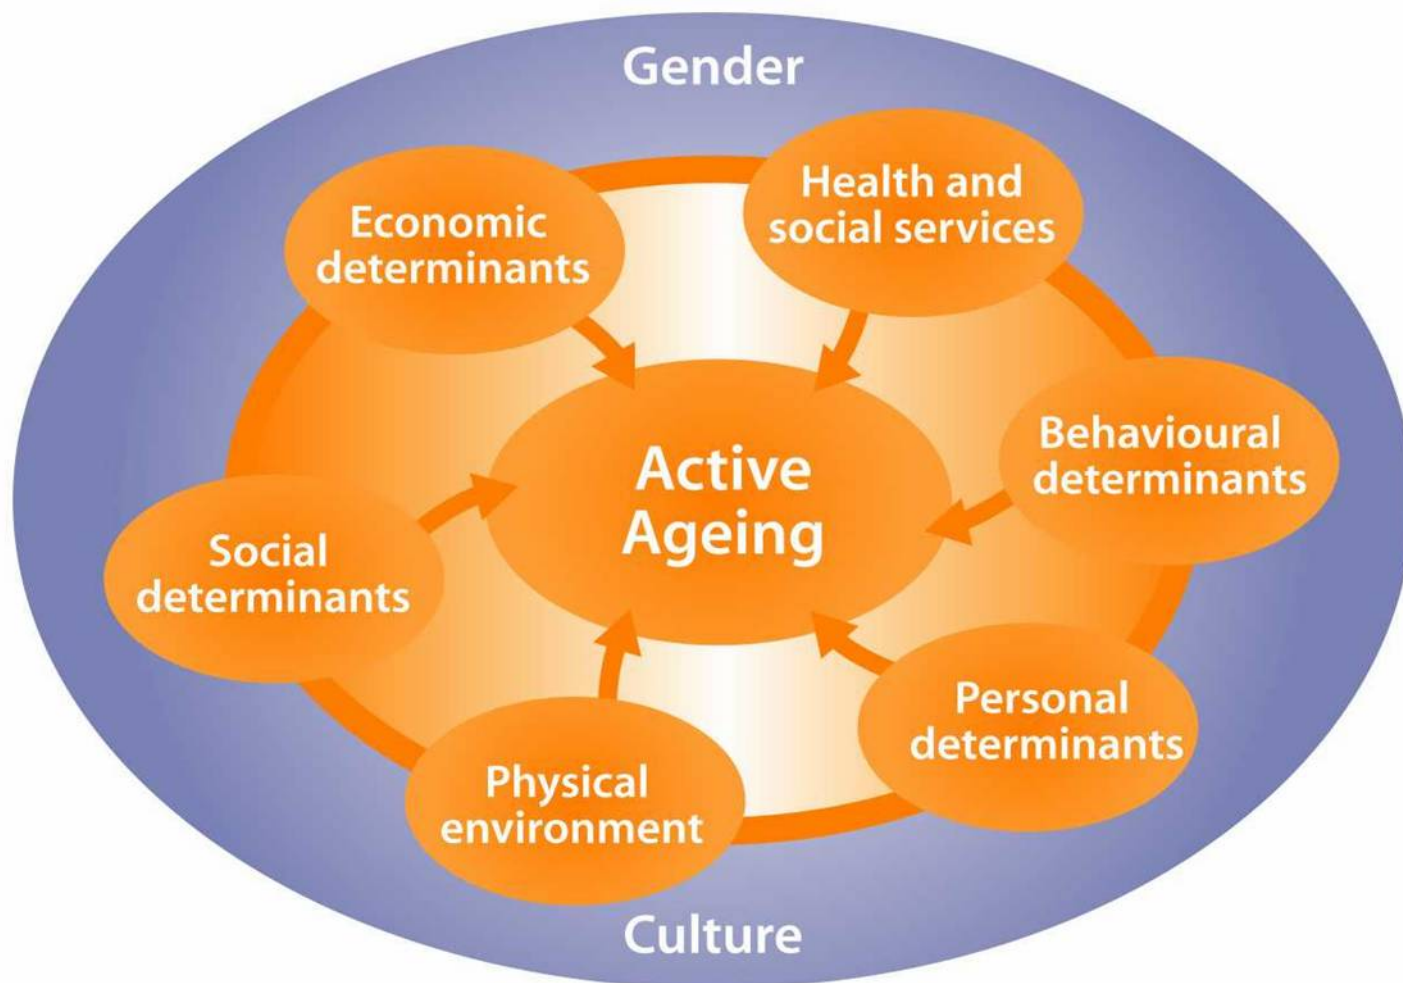 Gender
Economic
determinants
Health and
social services
Behavioural
determinants
Active
Ageing
Social
determinants
Personal
determinants
Physical
environment
Culture